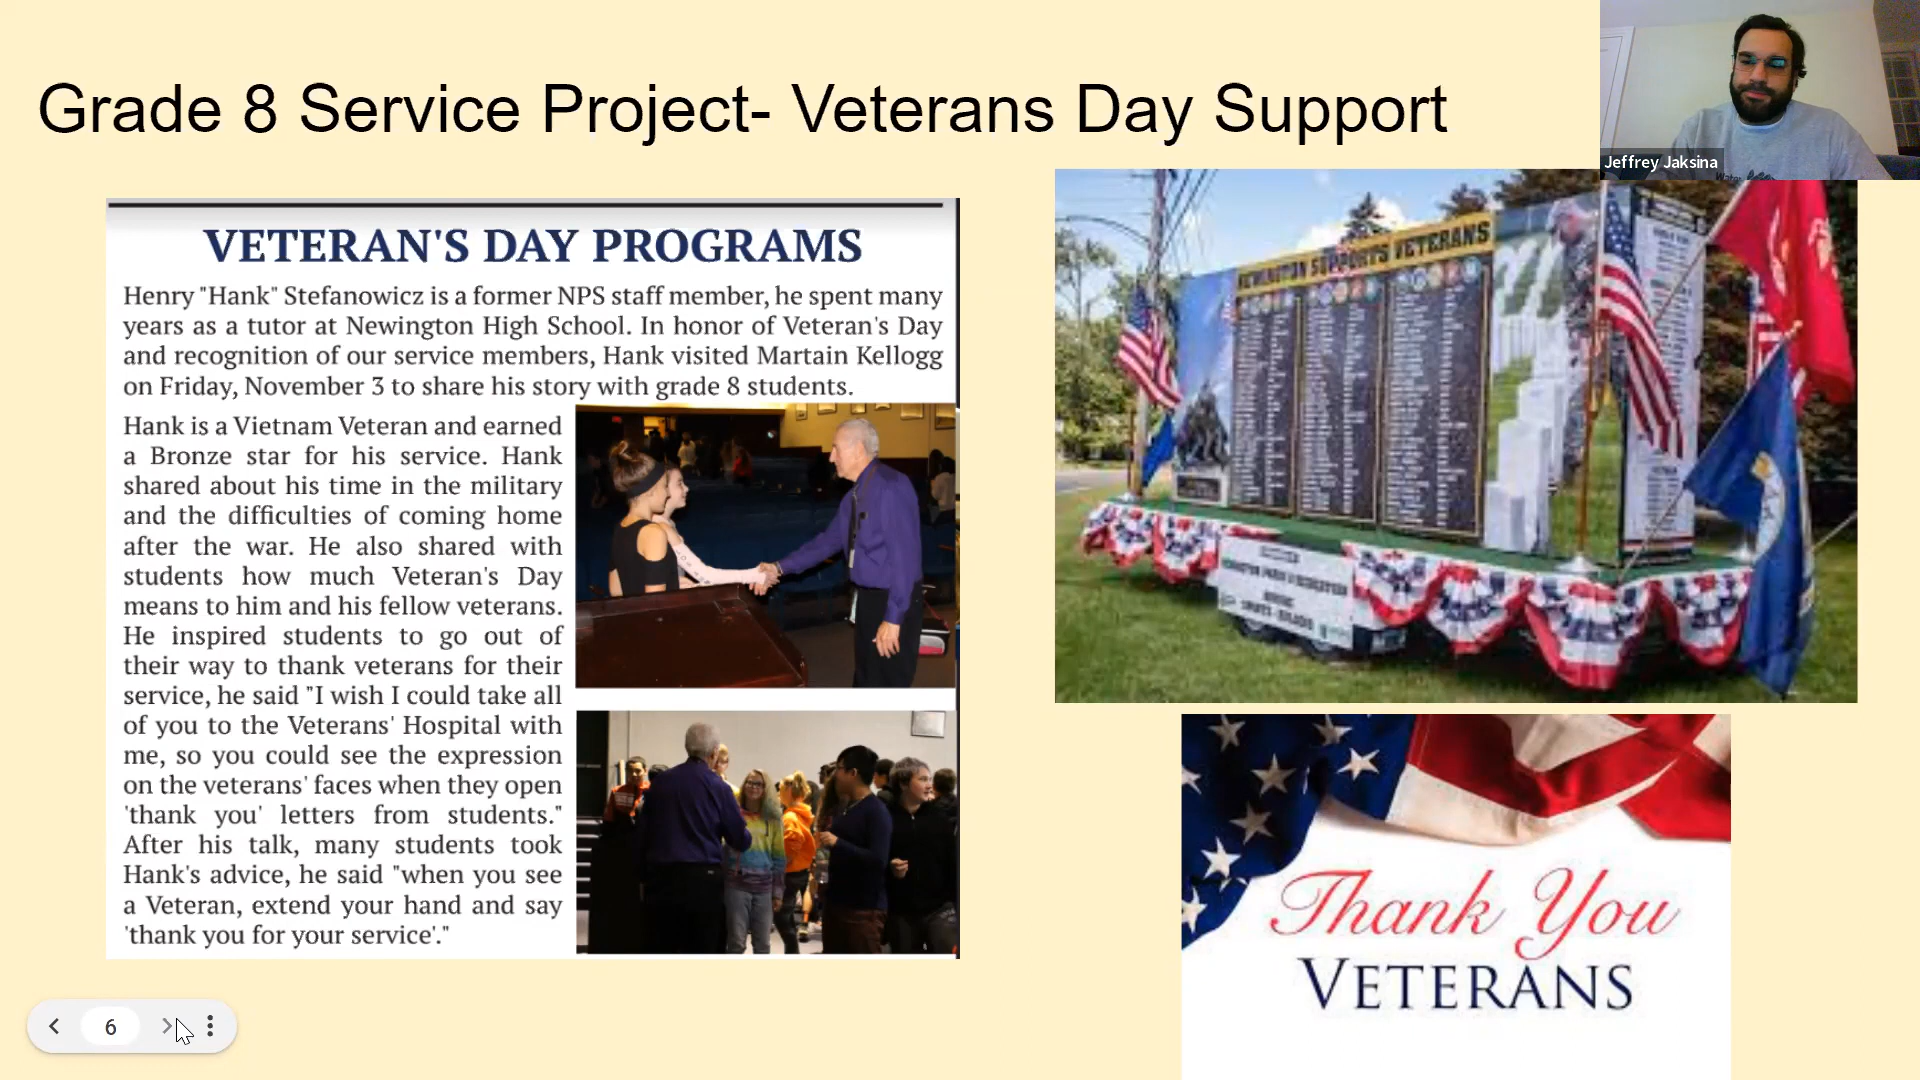 Grade 8 Service Project- Veterans Day Support
Jeffrey Jaksina
VETERAN'S DAY PROGRAMS
Henry "Hank" Stefanowicz is a former NPS staff member, he spent many
years as a tutor at Newington High School. In honor of Veteran's Day
and recognition of our service members, Hank visited Martain Kellogg
on Friday, November 3 to share his story with grade 8 students.
Hank is a Vietnam Veteran and earned
a Bronze star for his service. Hank
shared about his time in the military
and the difficulties of coming home
after the war. He also shared with
students how much Veteran's Day
means to him and his fellow veterans.
He inspired students to go out of
their way to thank veterans for their
service, he said "I wish I could take all
of you to the Veterans' Hospital with
me, so you could see the expression
on the veterans' faces when they open
'thank you' letters from students."
After his talk, many students took
Hank's advice, he said "when you see
a Veteran, extend your hand and say
'thank you for your service'."
NEWINGTON SUPPORTS VETERANS
Thank You
VETERANS
6